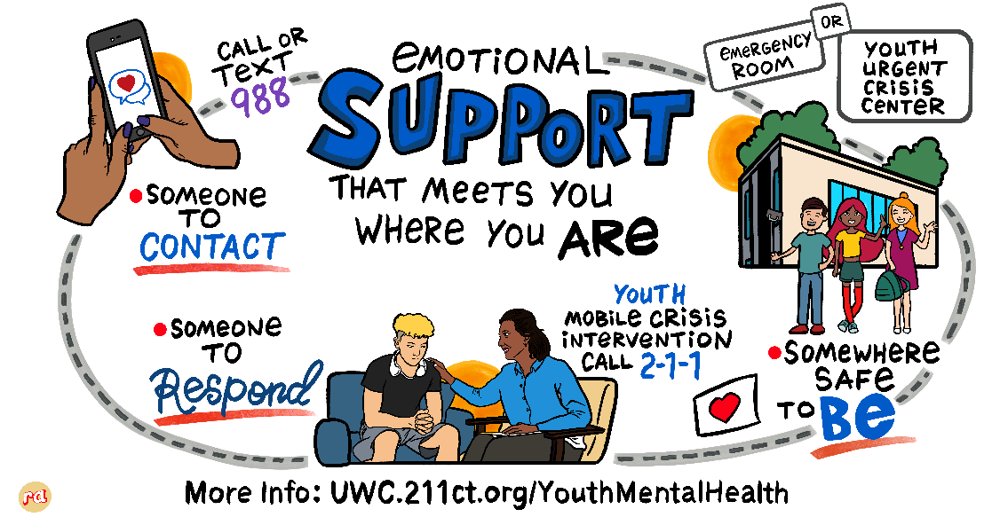 CALL OR
TEXT
988
EMOTIONAL
SUPPORT
THAT MEETS YOU
WHERE YOU ARE
EMERGENCY
ROOM
OR
YOUTH
URGENT
CRISIS
CENTER
•SOMEONE
TO
CONTACT
•SOMEONE
TO
Respond
YOUTH
MOBILE CRISIS
INTERVENTION
CALL 2-1-1
•SOMEWHERE
SAFE
TO BE
More Info: UWC.211ct.org/YouthMentalHealth
ra